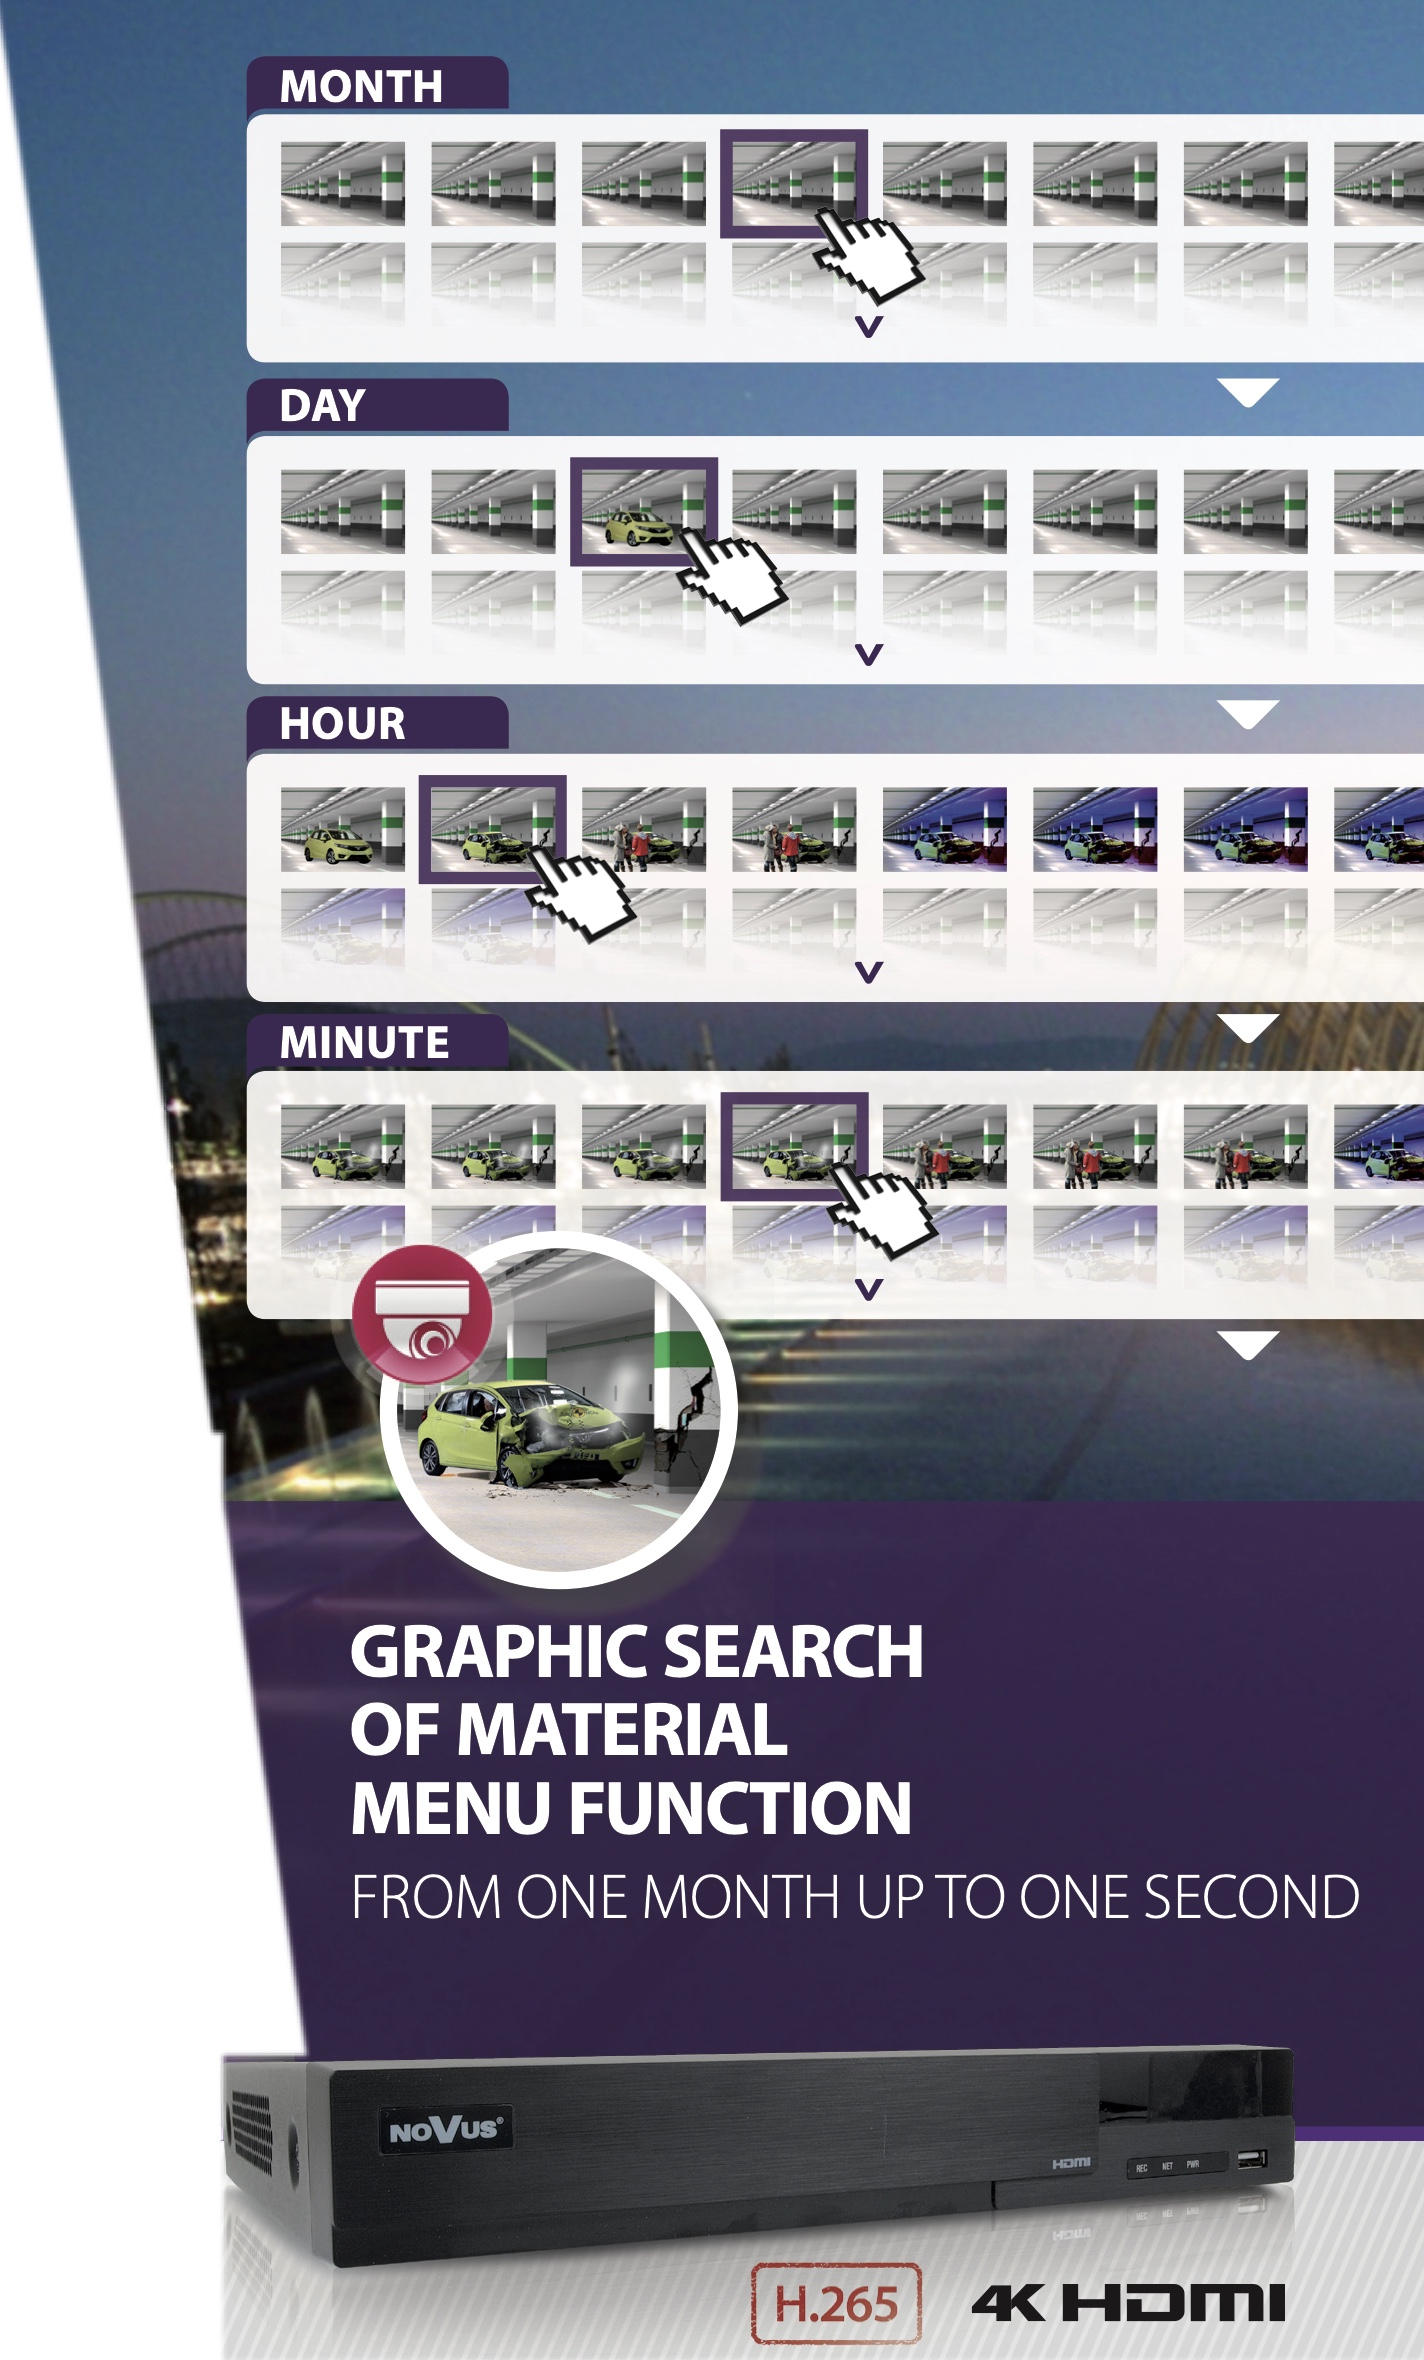 MONTH
DAY
HOUR
MINUTE
GRAPHIC SEARCH
OF MATERIAL
MENU FUNCTION
FROM ONE MONTH UP TO ONE SECOND
NOVUS®
HDMI
REC NET PWR
H.265
4K HDMI